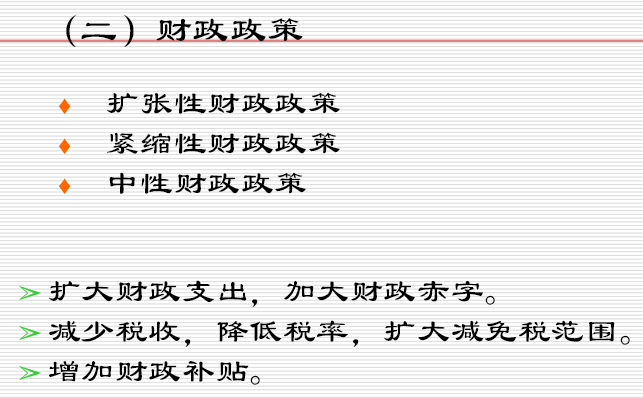 （二）财政政策
扩张性财政政策
紧缩性财政政策
中性财政政策
扩大财政支出，加大财政赤字。
减少税收，降低税率，扩大减免税范围。
增加财政补贴。